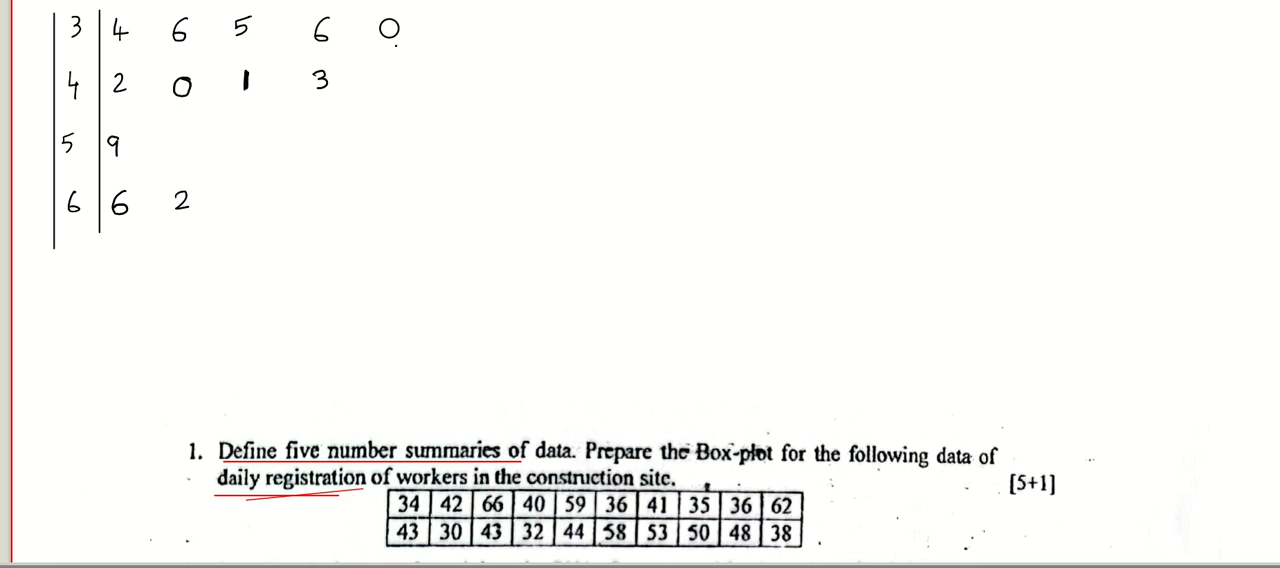 3 4 6 5 6 0
4 2 0 1 3
5 9
6 6 2
1. Define five number summaries of data. Prepare the Box-plot for the following data of
daily registration of workers in the construction site. [5+1]
34 42 66 40 59 36 41 35 36 62
43 30 43 32 44 58 53 50 48 38